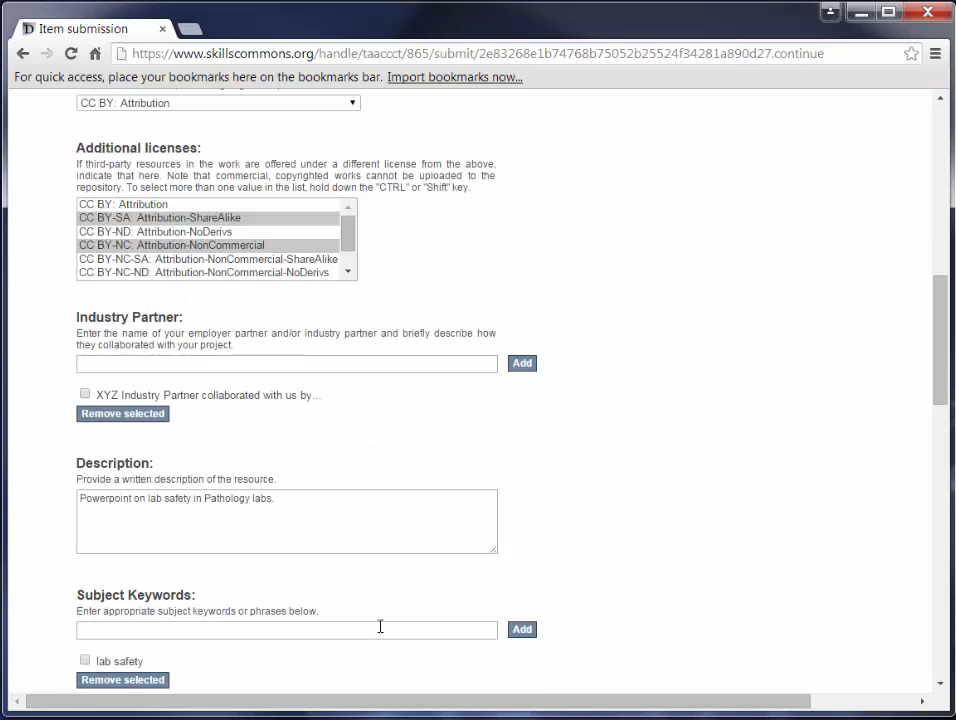 Item submission
https://www.skillscommons.org/handle/taaccct/865/submit/2e83268e1b74768b75052b25524f34281a890d27.continue
For quick access, place your bookmarks here on the bookmarks bar. Import bookmarks now...
CC BY: Attribution
Additional licenses:
If third-party resources in the work are offered under a different license from the above,
indicate that here. Note that commercial, copyrighted works cannot be uploaded to the
repository. To select more than one value in the list, hold down the "CTRL" or "Shift" key.
CC BY: Attribution
CC BY-SA: Attribution-ShareAlike
CC BY-ND: Attribution-NoDerivs
CC BY-NC: Attribution-NonCommercial
CC BY-NC-SA: Attribution-NonCommercial-ShareAlike
CC BY-NC-ND: Attribution-NonCommercial-NoDerivs
Industry Partner:
Enter the name of your employer partner and/or industry partner and briefly describe how
they collaborated with your project.
Add
XYZ Industry Partner collaborated with us by...
Remove selected
Description:
Provide a written description of the resource.
Powerpoint on lab safety in Pathology labs.
Subject Keywords:
Enter appropriate subject keywords or phrases below.
Add
lab safety
Remove selected